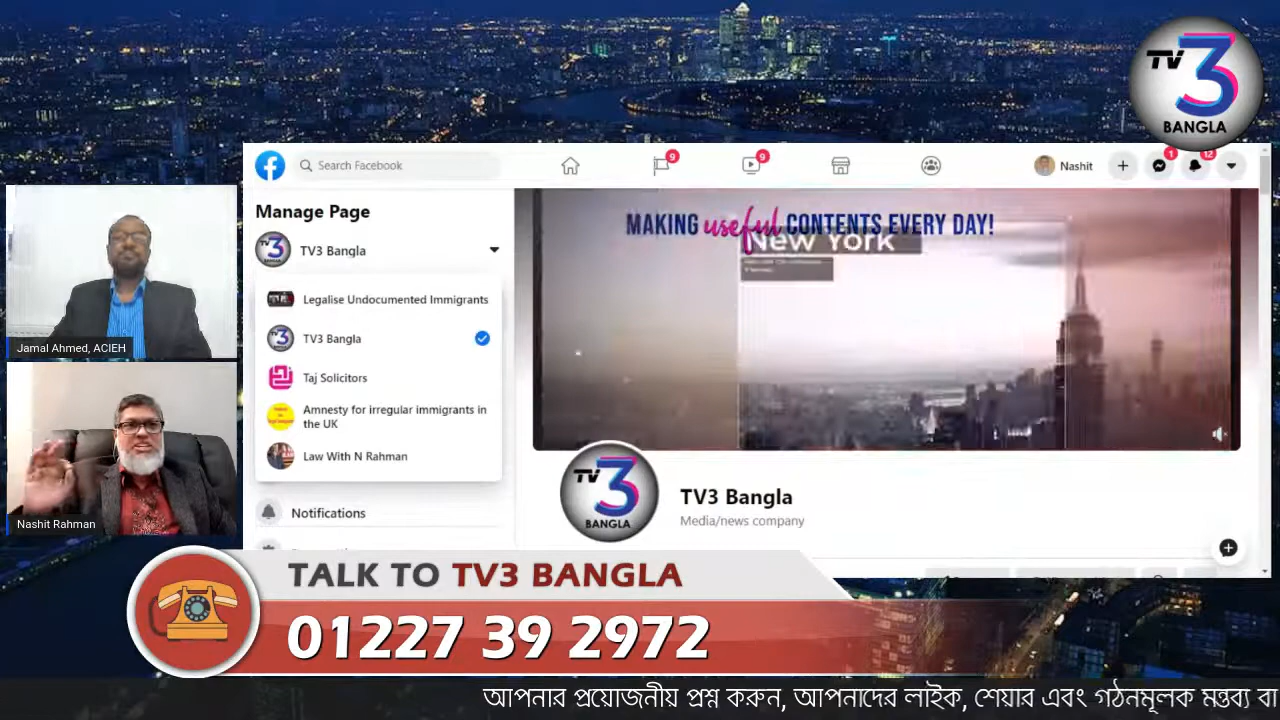 TV3
BANGLA
Search Facebook
9
9
Nashit
1
12
Manage Page
TV3 Bangla
Legalise Undocumented Immigrants
TV3 Bangla
Taj Solicitors
Amnesty for irregular immigrants in
the UK
Law With N Rahman
Notifications
MAKING useful CONTENTS EVERY DAY!
New York
TV3
BANGLA
TV3 Bangla
Media/news company
Jamal Ahmed, ACIEH
Nashit Rahman
TALK TO TV3 BANGLA
01227 39 2972
আপনার প্রয়োজনীয় প্রশ্ন করুন, আপনাদের লাইক, শেয়ার এবং গঠনমূলক মন্তব্য বা